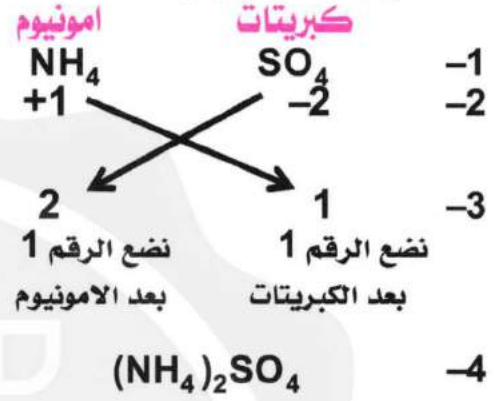 كبريتات امونيوم
1– SO₄ NH₄
2– –2 +1
3– 1 2
نضع الرقم 1 نضع الرقم 1
بعد الكبريتات بعد الامونيوم
4– (NH₄)₂SO₄